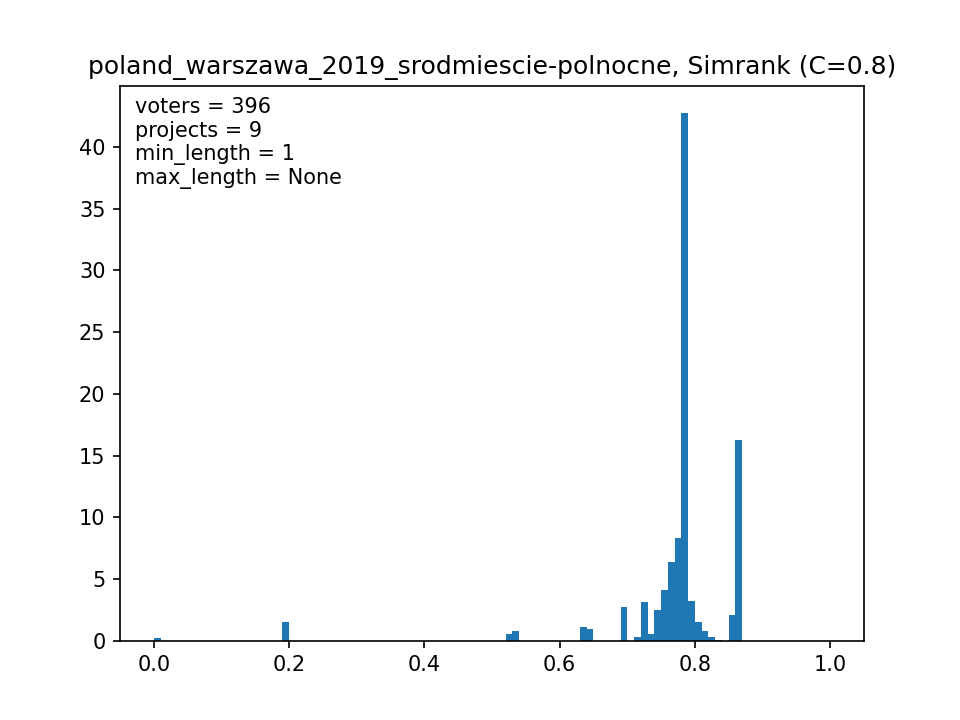 poland_warszawa_2019_srodmiescie-polnocne, Simrank (C=0.8)
voters = 396
projects = 9
min_length = 1
max_length = None
40
35
30
25
20
15
10
5
0
0.0 0.2 0.4 0.6 0.8 1.0